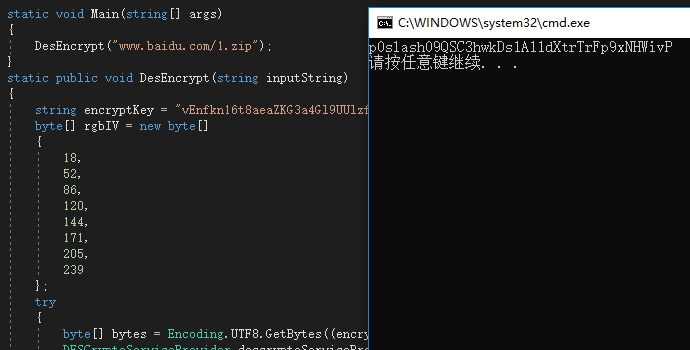 static void Main(string[] args)
{
DesEncrypt("www.baidu.com/1.zip");
}
static public void DesEncrypt(string inputString)
{
string encryptKey = "vEnfkn16t8aeaZKG3a4Gl9UUlzf
byte[] rgbIV = new byte[]
{
18,
52,
86,
120,
144,
171,
205,
239
};
try
{
byte[] bytes = Encoding.UTF8.GetBytes((encry
C:\WINDOWS\system32\cmd.exe
p0slash09QSC3hwkDslAlldXtrTrFp9xNHWivP
请按任意键继续. . .